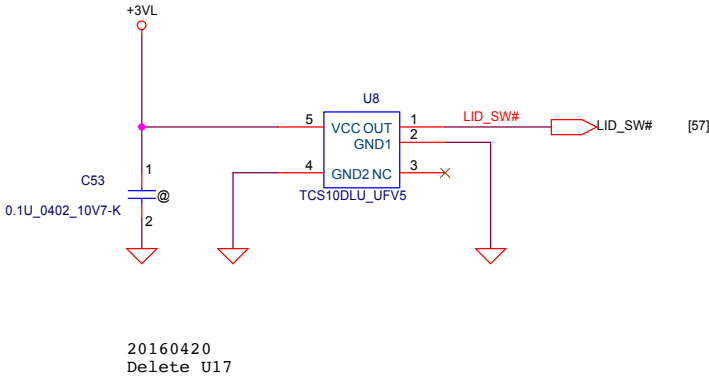 +3VL
U8
5
VCC OUT
1
LID_SW#
LID_SW#
[57]
GND1
2
4
GND2 NC
3
TCS10DLU_UFV5
C53
1
@
0.1U_0402_10V7-K
2
20160420
Delete U17